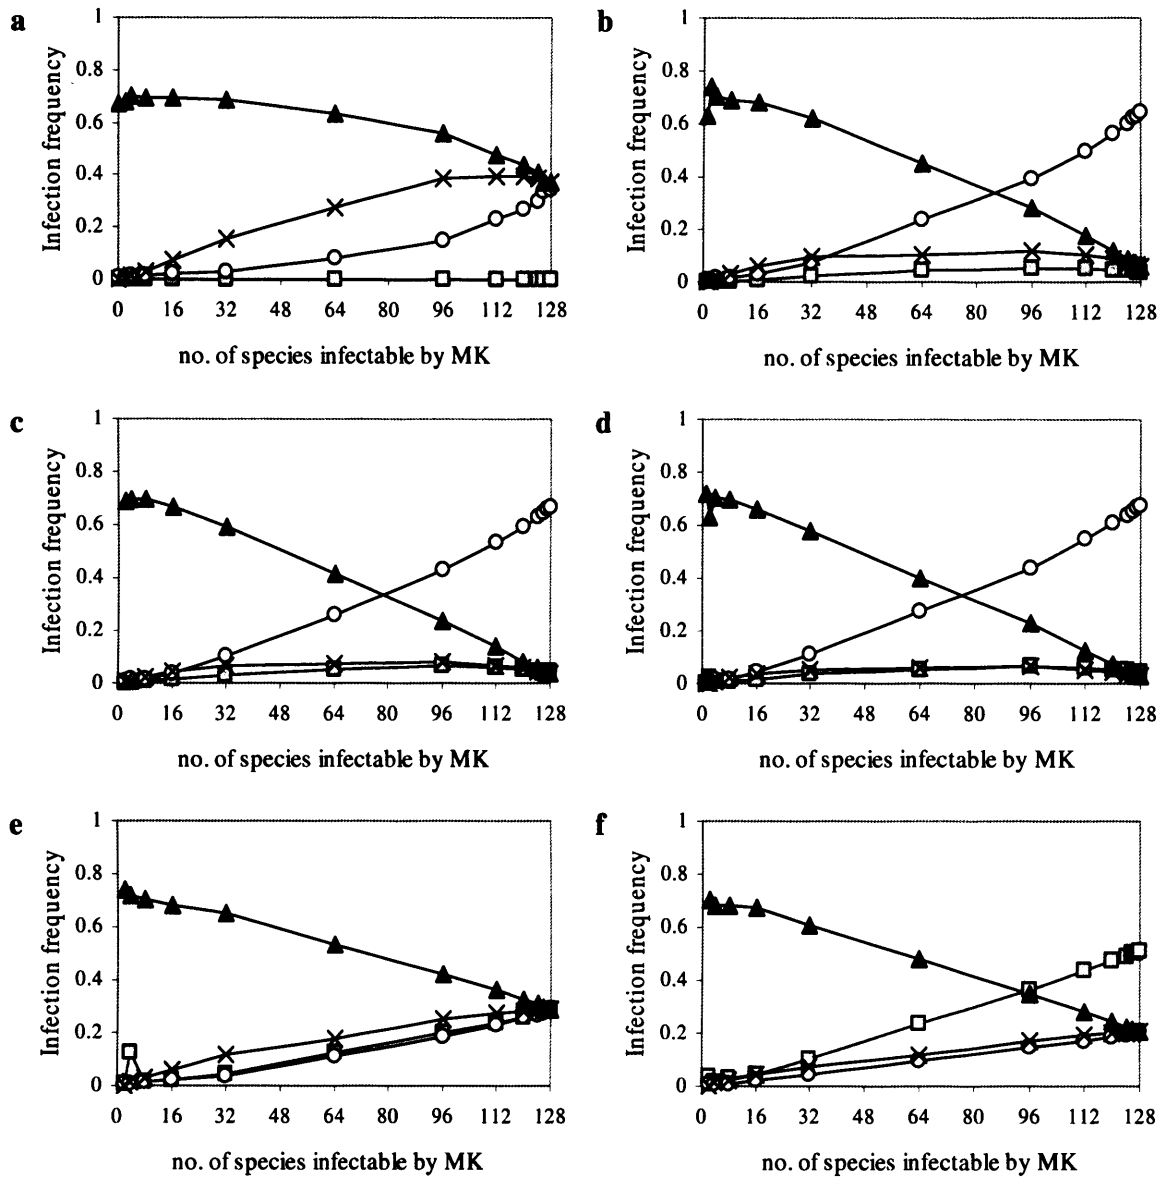 a
b
Infection frequency
1
0.8
0.6
0.4
0.2
0
0 16 32 48 64 80 96 112 128
no. of species infectable by MK
Infection frequency
1
0.8
0.6
0.4
0.2
0
0 16 32 48 64 80 96 112 128
no. of species infectable by MK
c
d
Infection frequency
1
0.8
0.6
0.4
0.2
0
0 16 32 48 64 80 96 112 128
no. of species infectable by MK
Infection frequency
1
0.8
0.6
0.4
0.2
0
0 16 32 48 64 80 96 112 128
no. of species infectable by MK
e
f
Infection frequency
1
0.8
0.6
0.4
0.2
0
0 16 32 48 64 80 96 112 128
no. of species infectable by MK
Infection frequency
1
0.8
0.6
0.4
0.2
0
0 16 32 48 64 80 96 112 128
no. of species infectable by MK